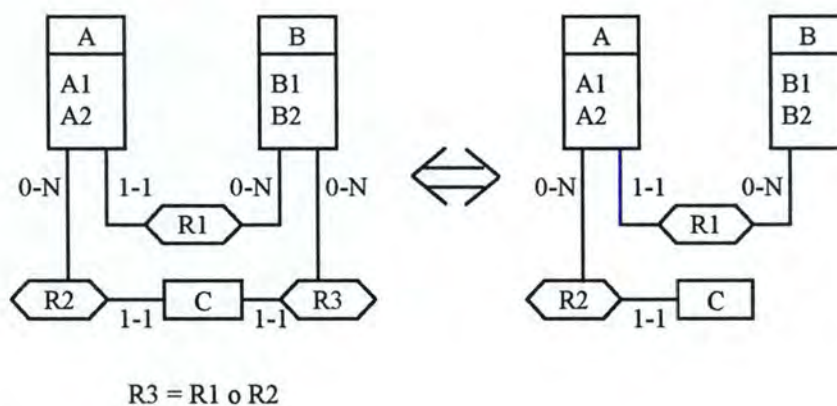 A B A B
A1 B1 A1 B1
A2 B2 A2 B2
0-N 1-1 0-N 0-N 0-N 1-1 0-N
R1 R1
R2 C R3 R2 C
1-1 1-1 1-1
R3 = R1 o R2